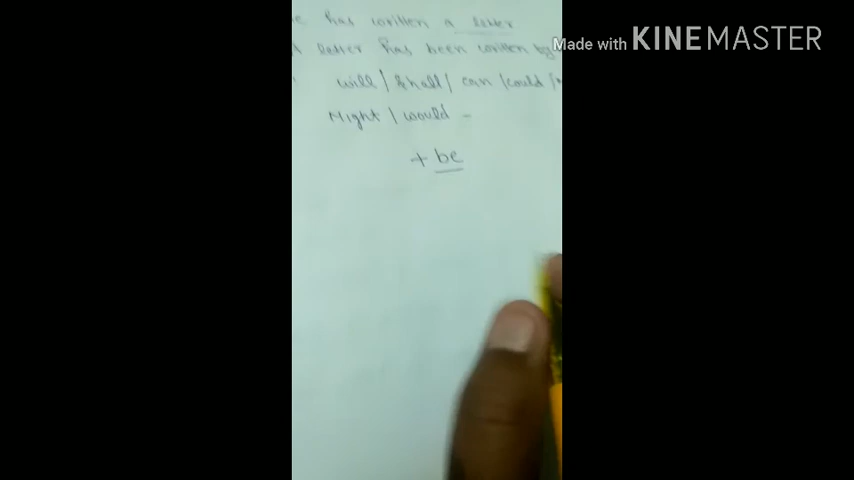 has written a letter
letter has been written by
will / shall / can / could /
Might / would -
+ be
Made with KINEMASTER